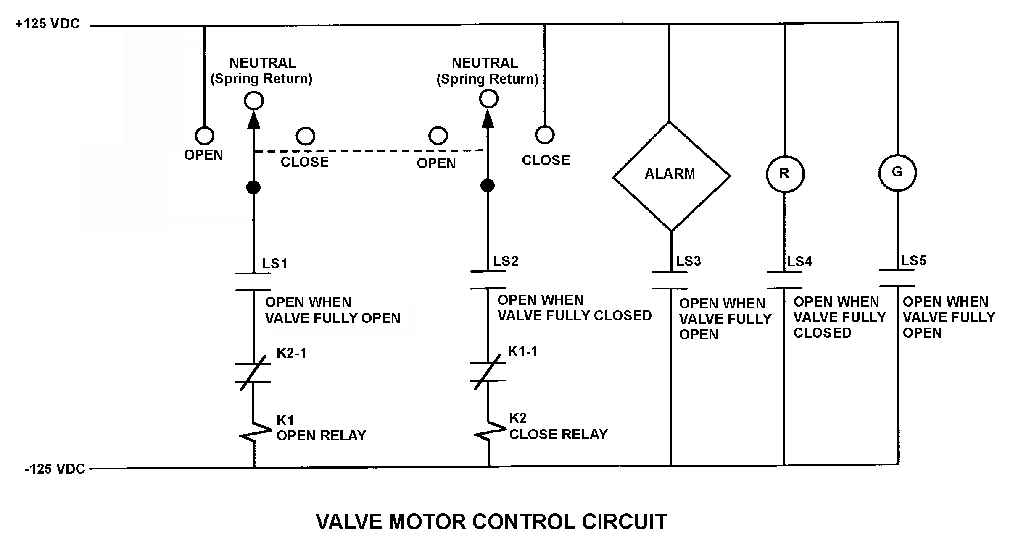 +125 VDC
NEUTRAL
(Spring Return)
NEUTRAL
(Spring Return)
OPEN
CLOSE
OPEN
CLOSE
ALARM
R
G
LS1
OPEN WHEN
VALVE FULLY OPEN
LS2
OPEN WHEN
VALVE FULLY CLOSED
LS3
OPEN WHEN
VALVE FULLY
OPEN
LS4
OPEN WHEN
VALVE FULLY
CLOSED
LS5
OPEN WHEN
VALVE FULLY
OPEN
K2-1
K1-1
K1
OPEN RELAY
K2
CLOSE RELAY
-125 VDC
VALVE MOTOR CONTROL CIRCUIT